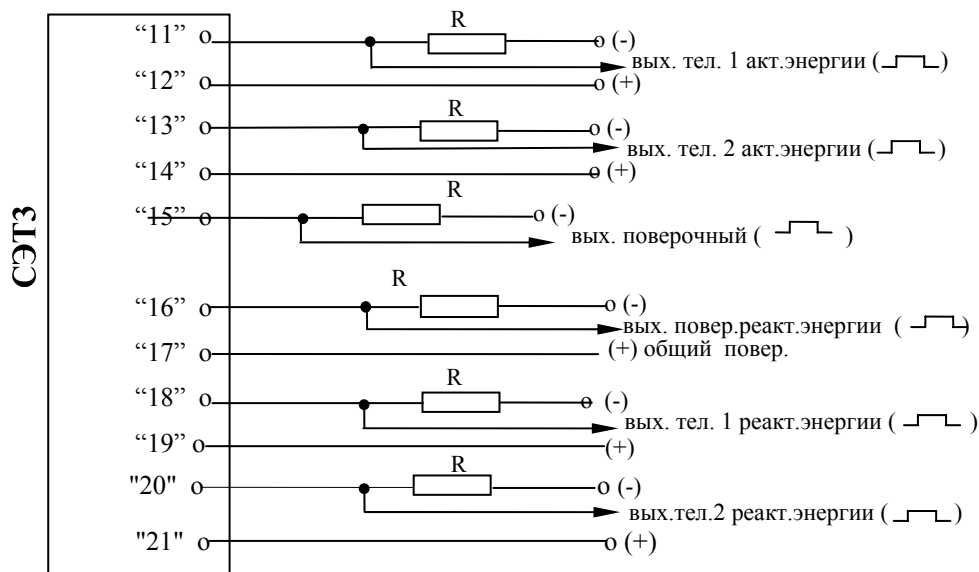 СЭТ3
R
“11” о о (-)
вых. тел. 1 акт.энергии ( )
“12” о о (+)
R
“13” о о (-)
вых. тел. 2 акт.энергии ( )
“14” о о (+)
R
“15” о о (-)
вых. поверочный ( )
R
“16” о о (-)
вых. повер.реакт.энергии ( )
“17” о (+) общий повер.
R
“18” о о (-)
вых. тел. 1 реакт.энергии ( )
“19” о (+)
R
"20" о о (-)
вых.тел.2 реакт.энергии ( )
"21" о о (+)